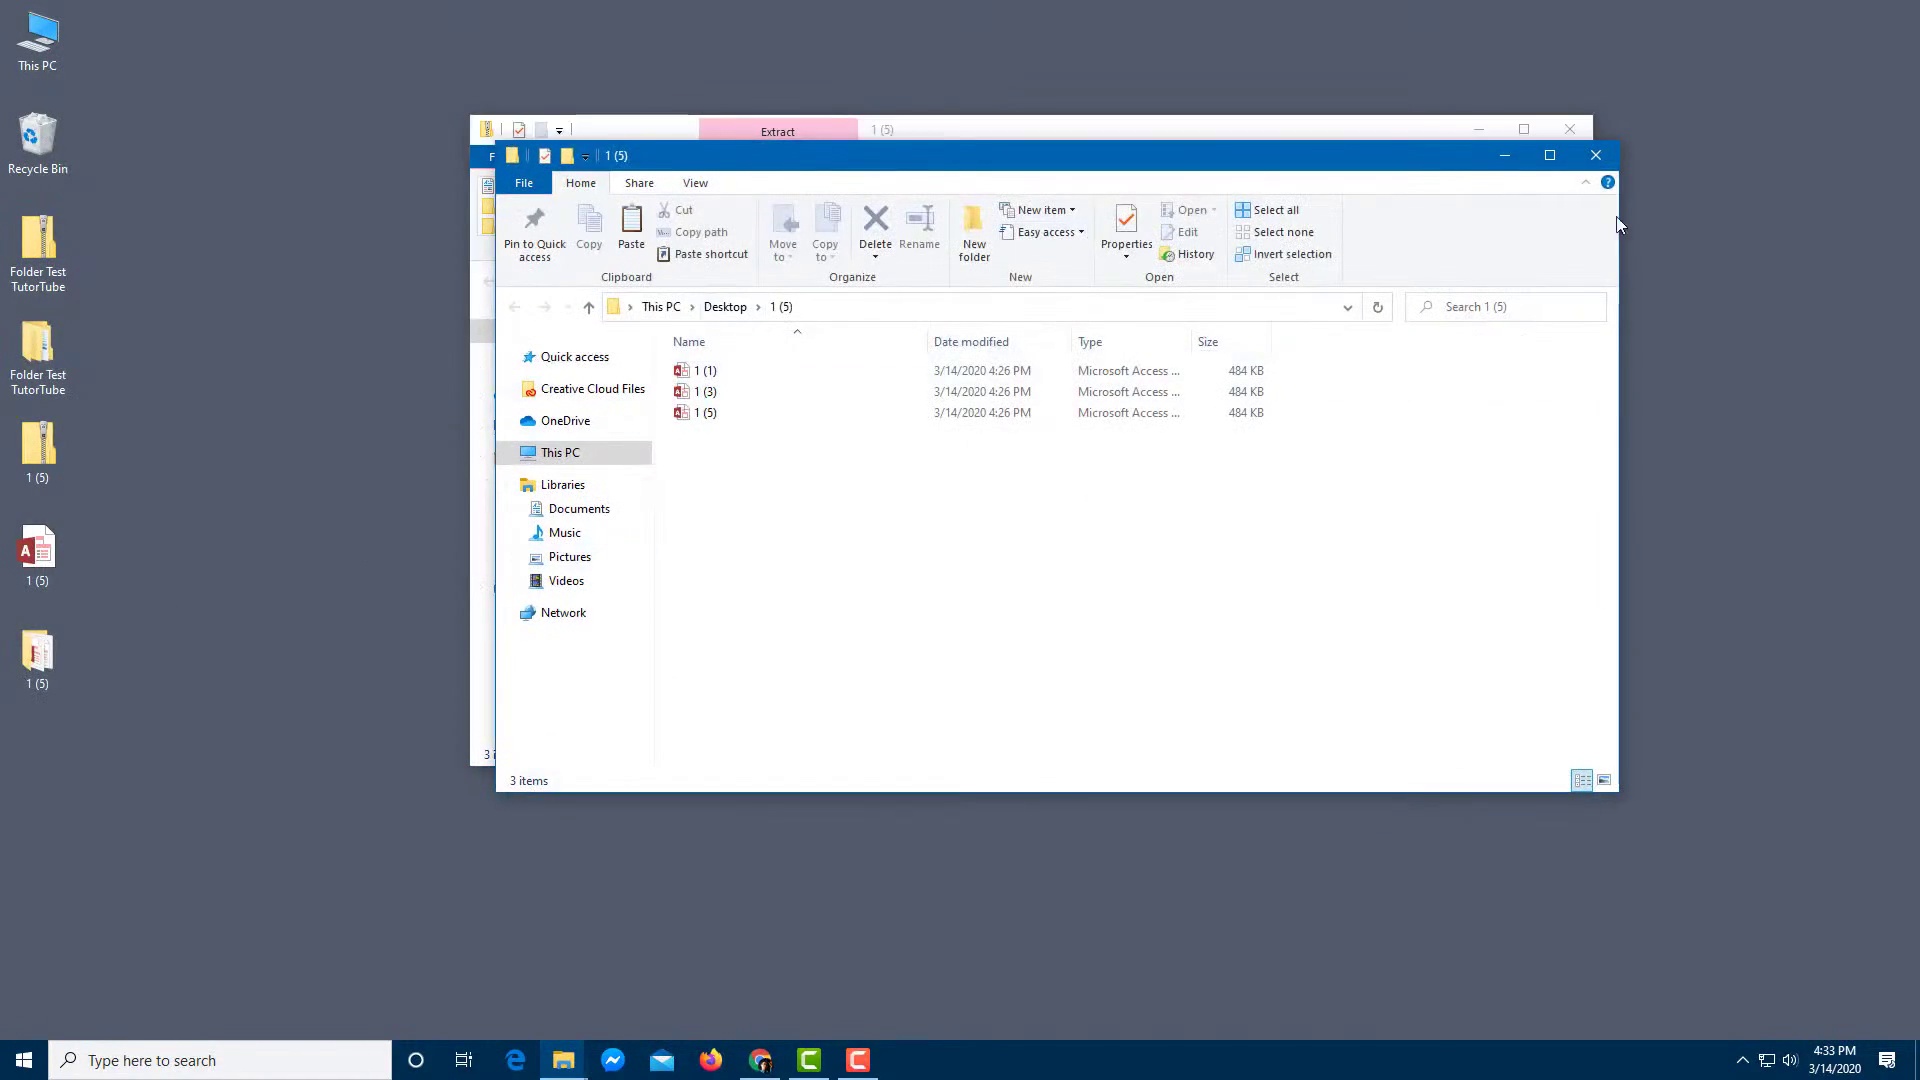 This PC
Recycle Bin
Folder Test
TutorTube
Folder Test
TutorTube
1 (5)
1 (5)
1 (5)
Extract
1 (5)
1 (5)
File
Home
Share
View
Pin to Quick
access
Copy
Paste
Cut
Copy path
Paste shortcut
Clipboard
Move
to
Copy
to
Delete
Rename
Organize
New
folder
New item
Easy access
New
Properties
Open
Edit
History
Open
Select all
Select none
Invert selection
Select
This PC > Desktop > 1 (5)
Search 1 (5)
Quick access
Creative Cloud Files
OneDrive
This PC
Libraries
Documents
Music
Pictures
Videos
Network
Name Date modified Type Size
1 (1) 3/14/2020 4:26 PM Microsoft Access ... 484 KB
1 (3) 3/14/2020 4:26 PM Microsoft Access ... 484 KB
1 (5) 3/14/2020 4:26 PM Microsoft Access ... 484 KB
3 items
Type here to search
4:33 PM
3/14/2020